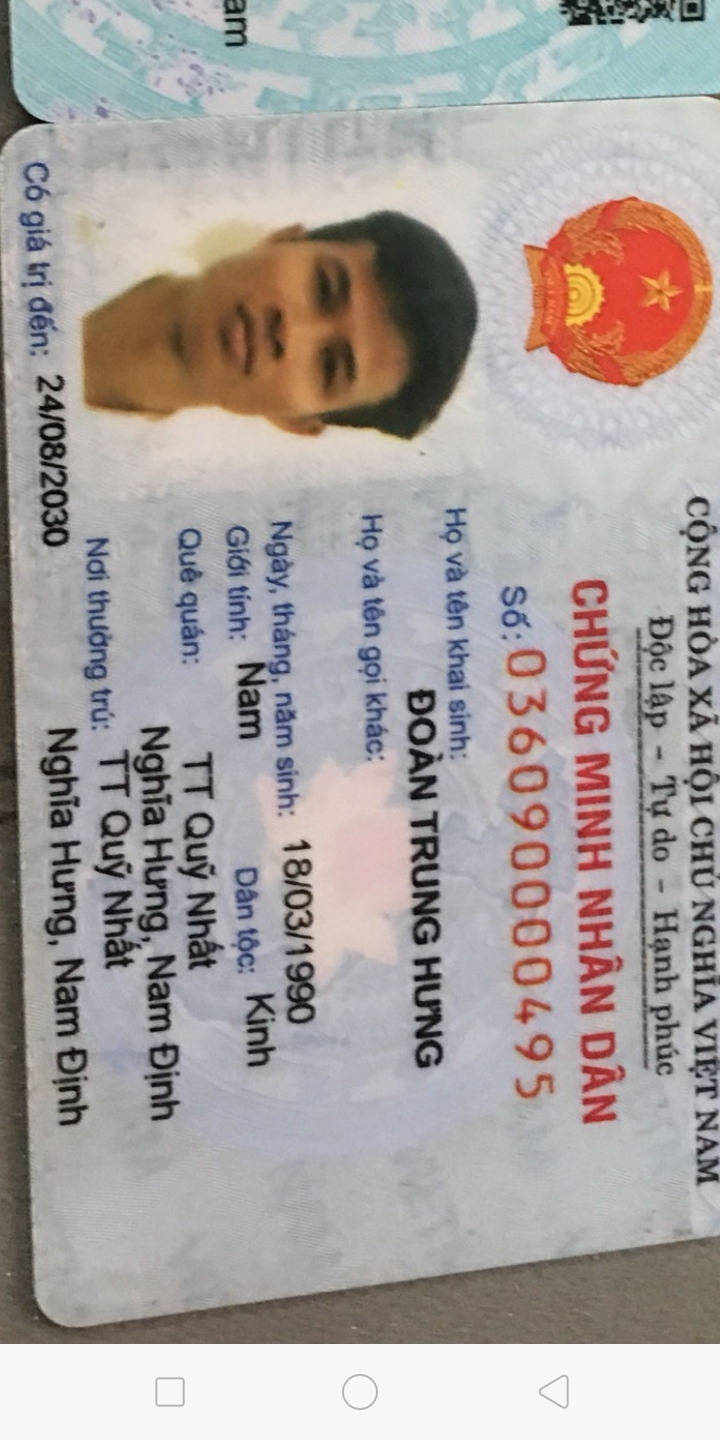 am
CỘNG HÒA XÃ HỘI CHỦ NGHĨA VIỆT NAM
Độc lập - Tự do - Hạnh phúc
CHỨNG MINH NHÂN DÂN
Số: 036090000495
Họ và tên khai sinh:
ĐOÀN TRUNG HƯNG
Họ và tên gọi khác:
Ngày, tháng, năm sinh: 18/03/1990
Giới tính: Nam Dân tộc: Kinh
Quê quán: TT Quỹ Nhất
Nghĩa Hưng, Nam Định
Nơi thường trú: TT Quỹ Nhất
Nghĩa Hưng, Nam Định
Có giá trị đến: 24/08/2030